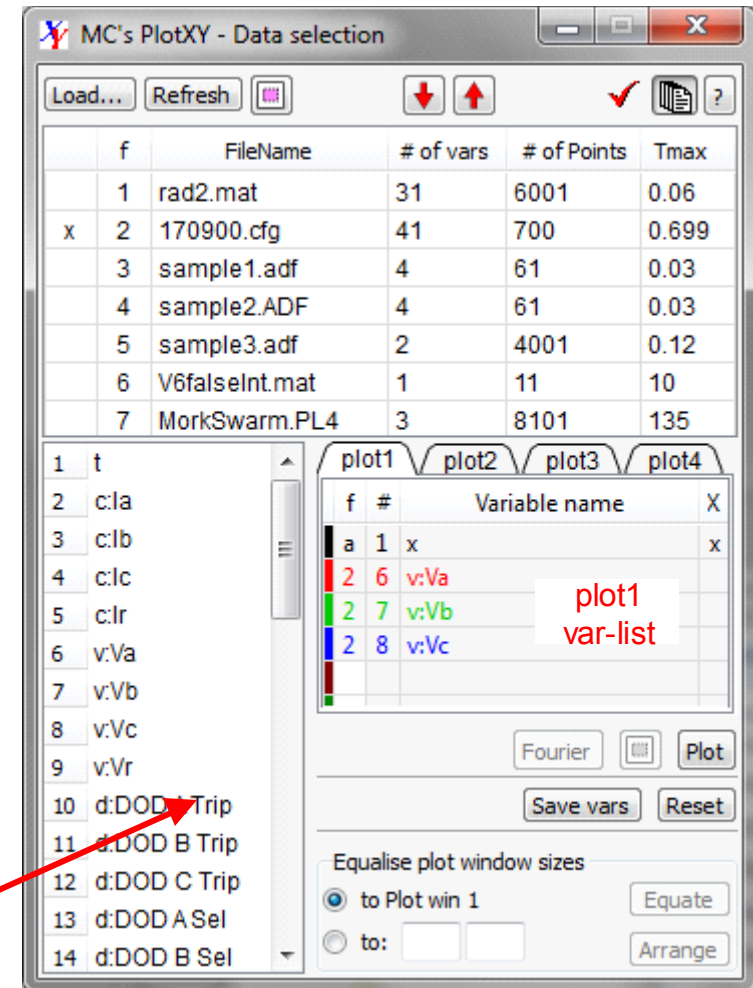 MC's PlotXY - Data selection
Load... Refresh ?
f FileName # of vars # of Points Tmax
1 rad2.mat 31 6001 0.06
x 2 170900.cfg 41 700 0.699
3 sample1.adf 4 61 0.03
4 sample2.ADF 4 61 0.03
5 sample3.adf 2 4001 0.12
6 V6falseInt.mat 1 11 10
7 MorkSwarm.PL4 3 8101 135
1 t
2 c:Ia
3 c:Ib
4 c:Ic
5 c:Ir
6 v:Va
7 v:Vb
8 v:Vc
9 v:Vr
10 d:DOD A Trip
11 d:DOD B Trip
12 d:DOD C Trip
13 d:DOD A Sel
14 d:DOD B Sel
plot1 plot2 plot3 plot4
f # Variable name X
a 1 x x
2 6 v:Va
2 7 v:Vb
2 8 v:Vc
plot1
var-list
Fourier Plot
Save vars Reset
Equalise plot window sizes
to Plot win 1 Equate
to: Arrange